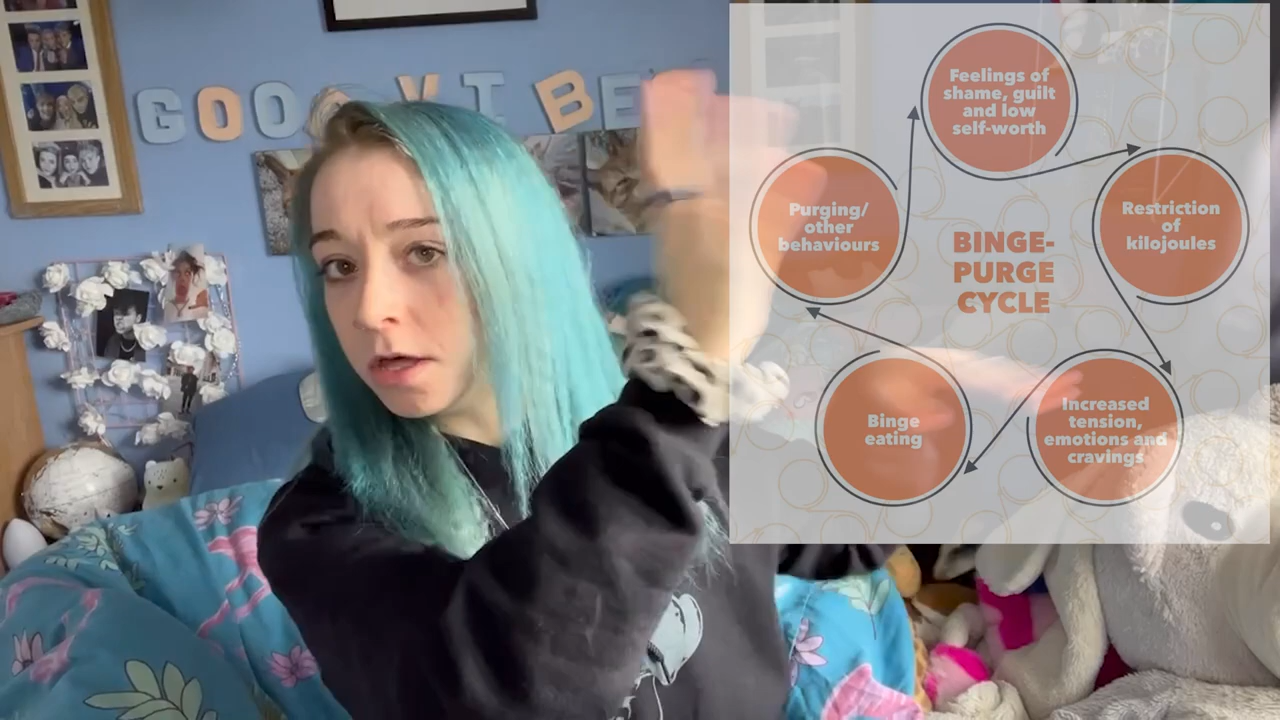 GOOD VIBE
Feelings of
shame, guilt
and low
self-worth
Purging/
other
behaviours
Restriction
of
kilojoules
BINGE-
PURGE
CYCLE
Binge
eating
Increased
tension,
emotions and
cravings